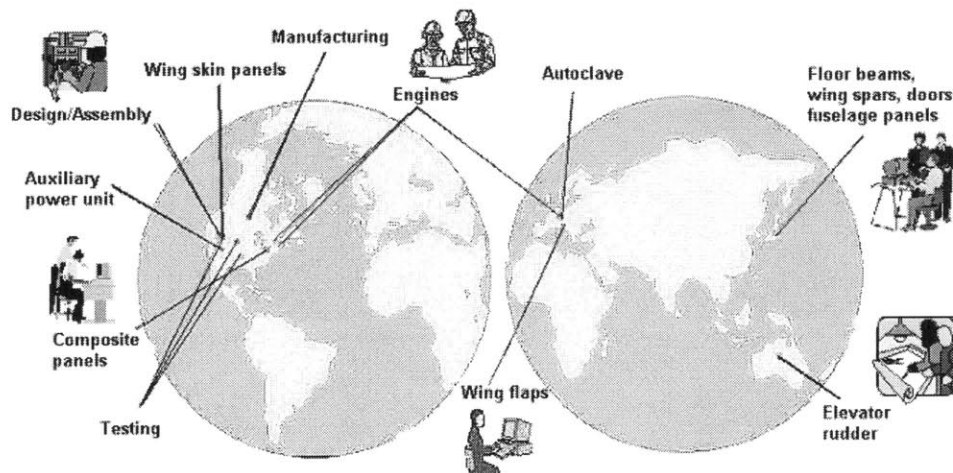 Manufacturing
Wing skin panels
Engines
Autoclave
Floor beams,
wing spars, doors
fuselage panels
Design/Assembly
Auxiliary
power unit
Composite
panels
Testing
Wing flaps
Elevator
rudder